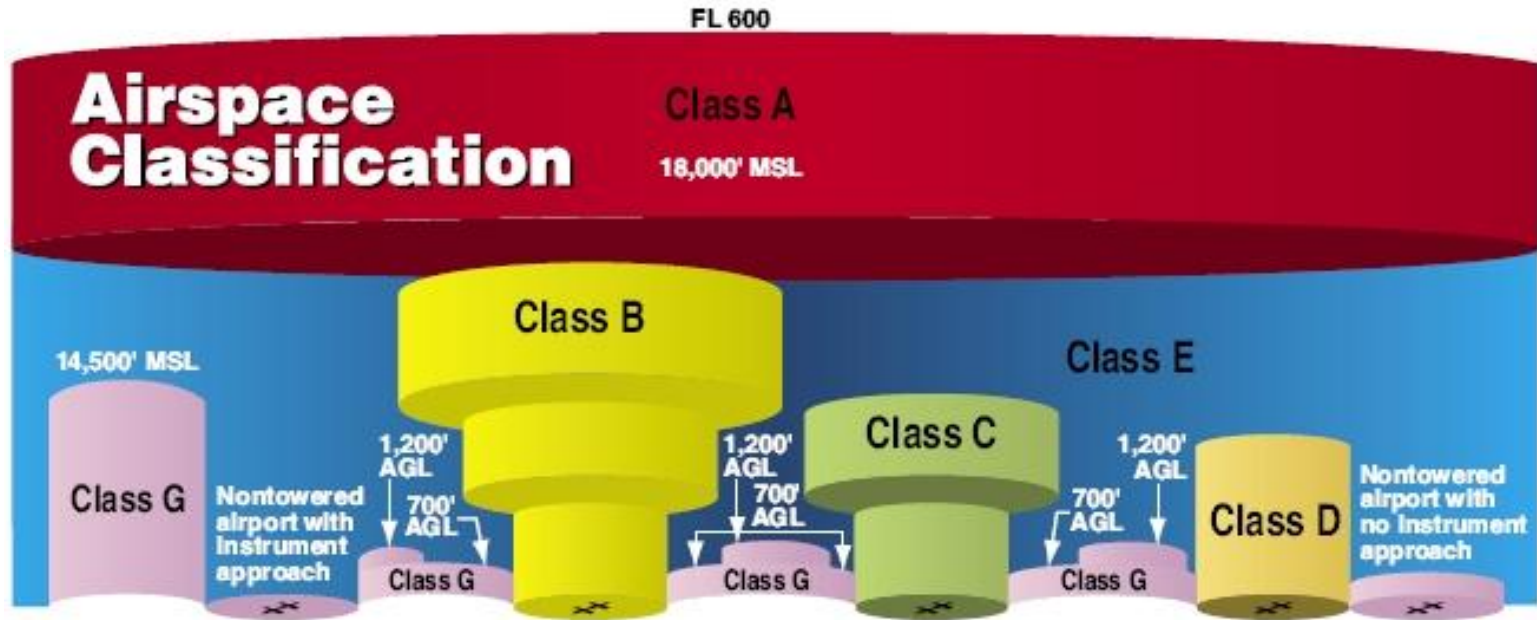 FL 600
Airspace
Classification
Class A
18,000' MSL
Class B
Class E
14,500' MSL
Class G
Nontowered
airport with
Instrument
approach
1,200'
AGL
700'
AGL
Class G
1,200'
AGL
700'
AGL
Class G
Class C
1,200'
AGL
700'
AGL
Class G
Class D
Nontowered
airport with
no Instrument
approach